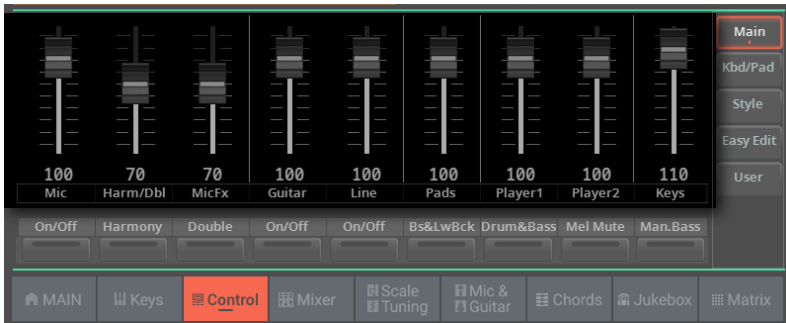 Main
Kbd/Pad
Style
Easy Edit
User
100 70 70 100 100 100 100 100 110
Mic Harm/Dbl MicFx Guitar Line Pads Player1 Player2 Keys
On/Off Harmony Double On/Off On/Off Bs&LwBck Drum&Bass Mel Mute Man.Bass
MAIN Keys Control Mixer Scale Tuning Mic & Guitar Chords Jukebox Matrix